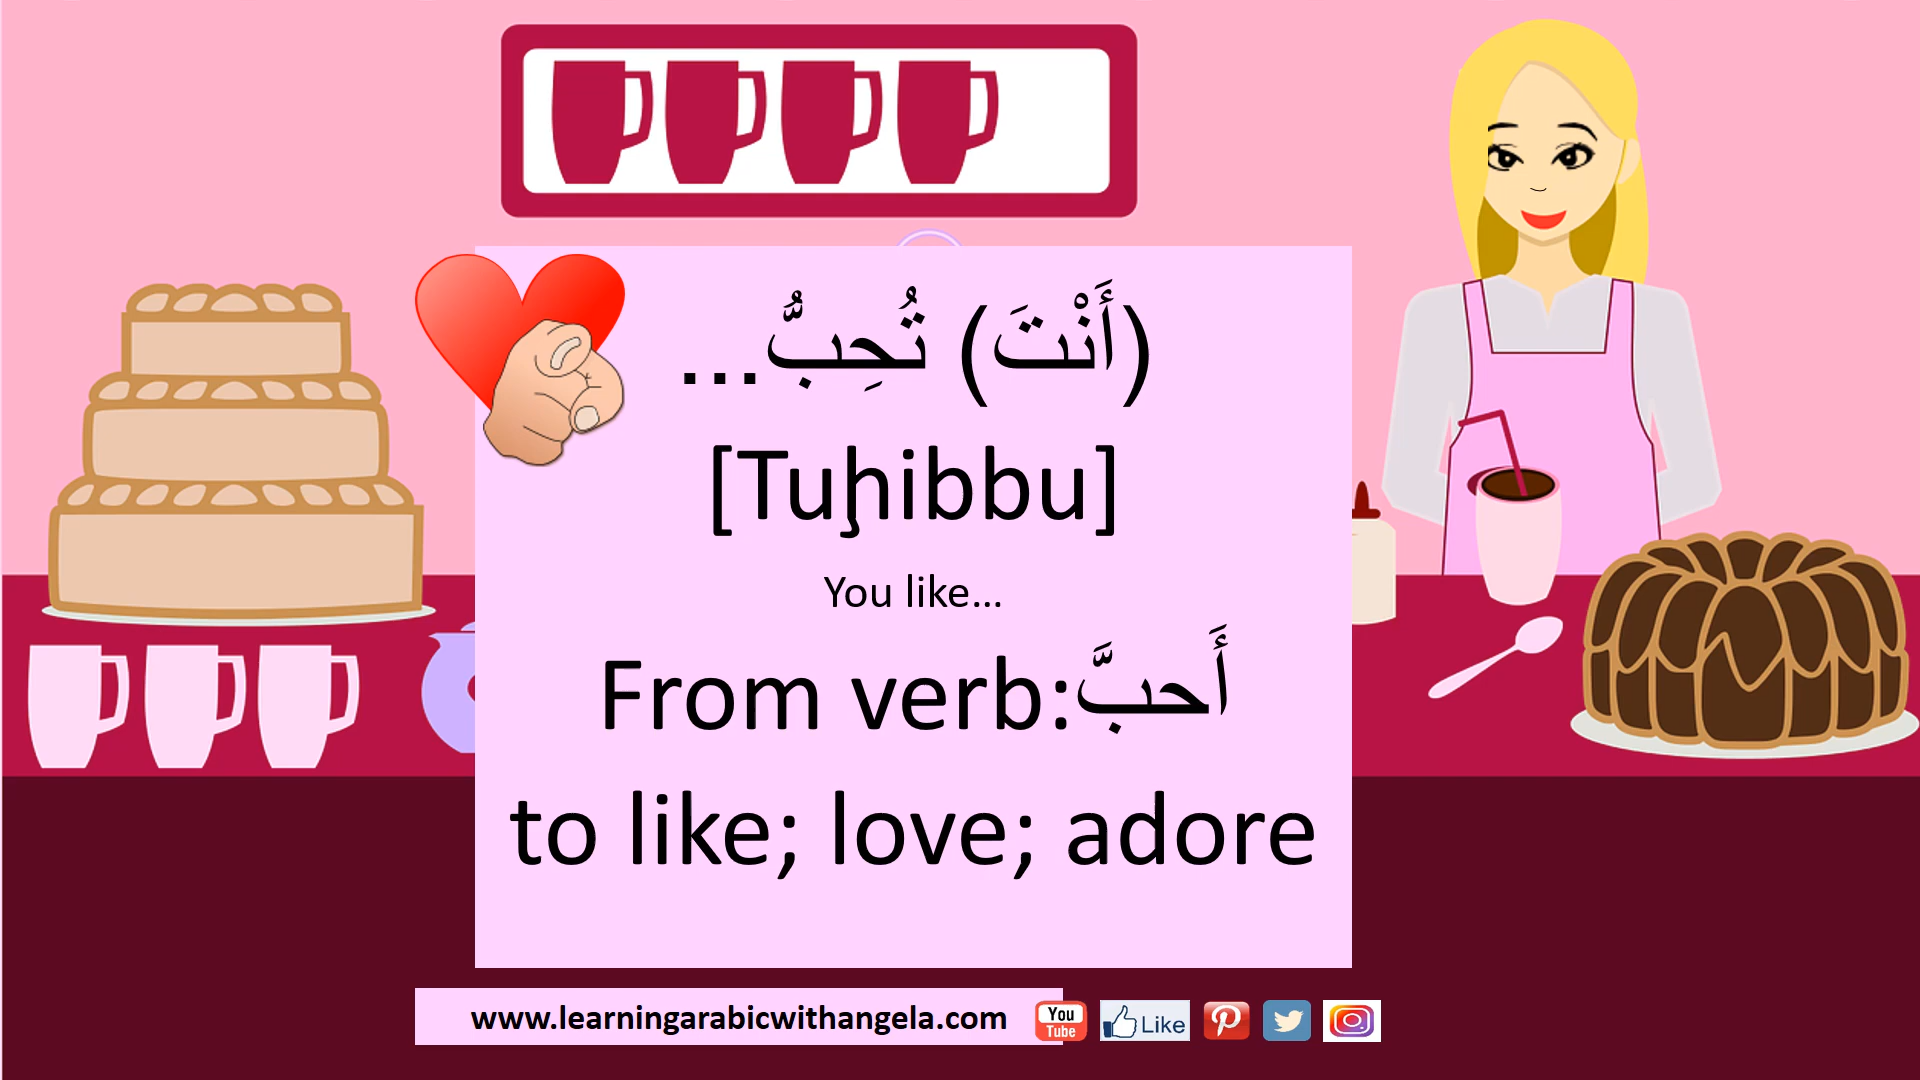 (أَنْتَ) تُحِبُّ...
[Tuḩibbu]
You like...
From verb:أَحبَّ
to like; love; adore
www.learningarabicwithangela.com
You
Tube
Like